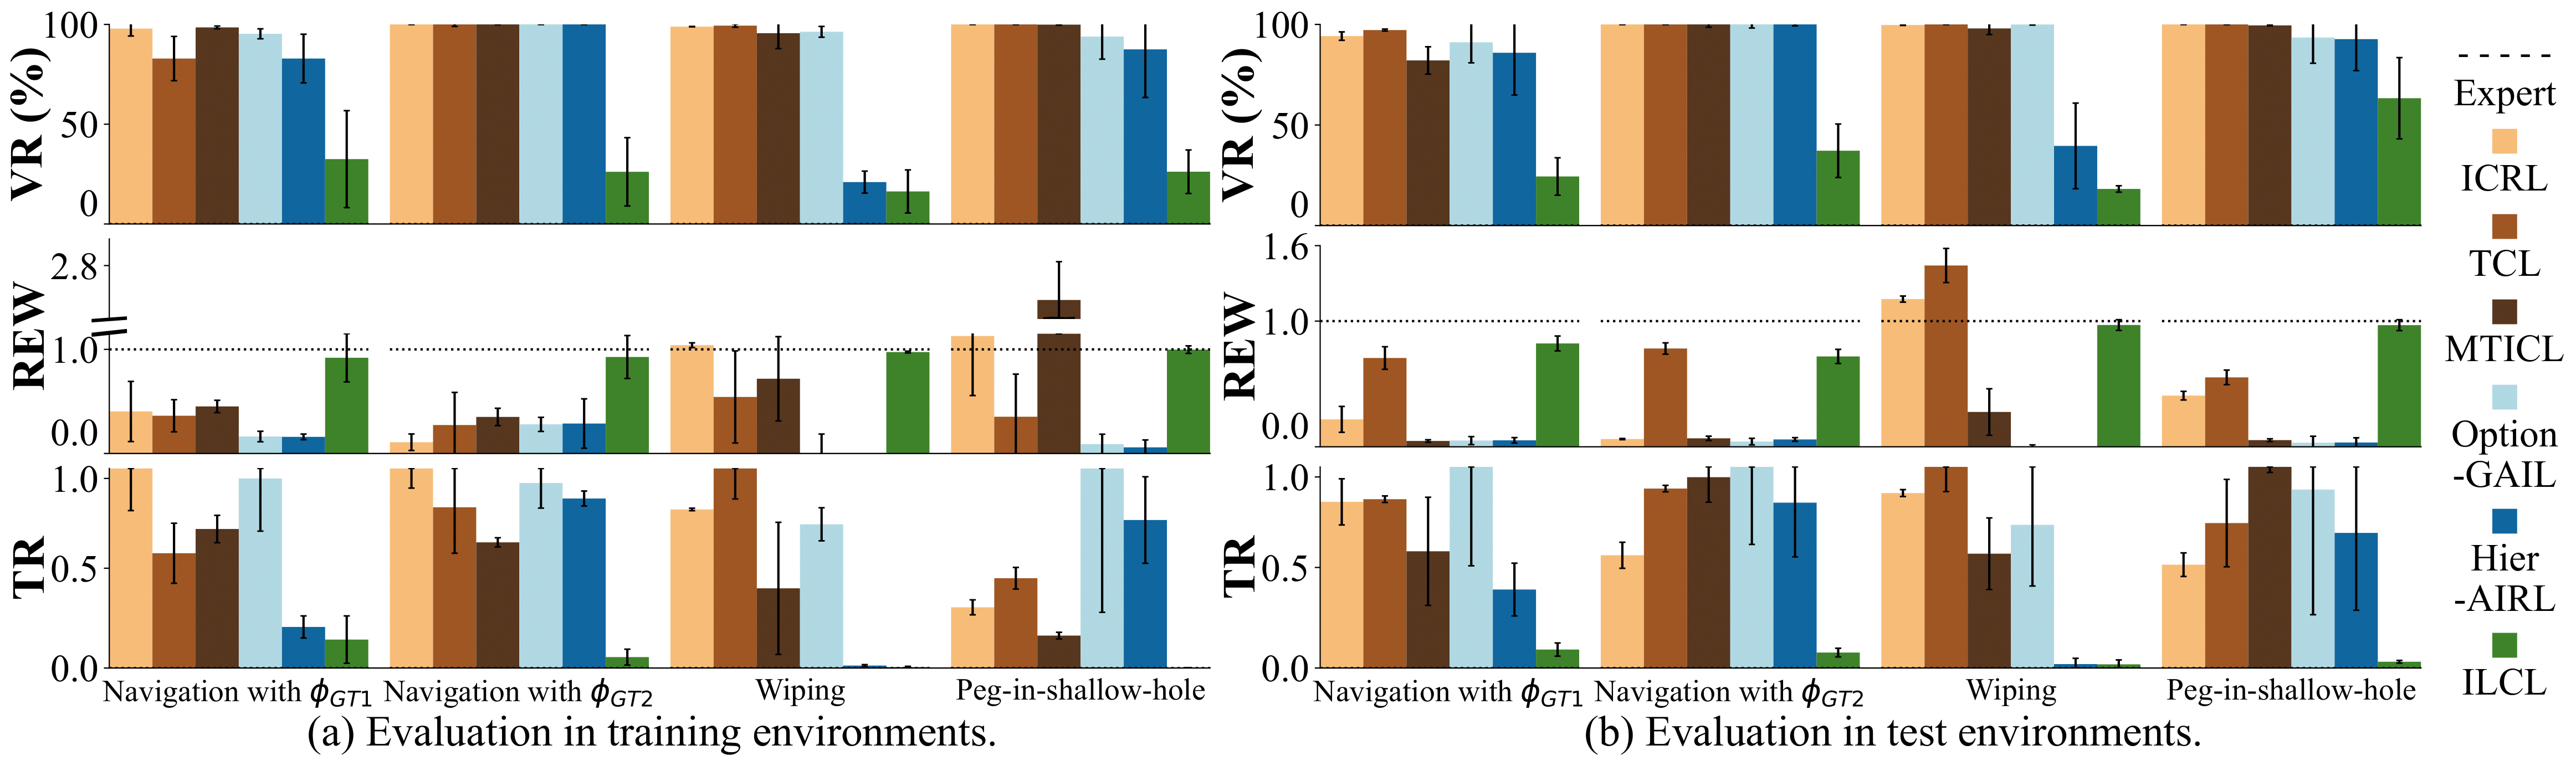 VR (%)
100
50
0
REW
2.8
1.0
0.0
TR
1.0
0.5
0.0
Navigation with ϕGT1
Navigation with ϕGT2
Wiping
Peg-in-shallow-hole
(a) Evaluation in training environments.
VR (%)
100
50
0
REW
1.6
1.0
0.0
TR
1.0
0.5
0.0
Navigation with ϕGT1
Navigation with ϕGT2
Wiping
Peg-in-shallow-hole
(b) Evaluation in test environments.
Expert
ICRL
TCL
MTICL
Option
-GAIL
Hier
-AIRL
ILCL